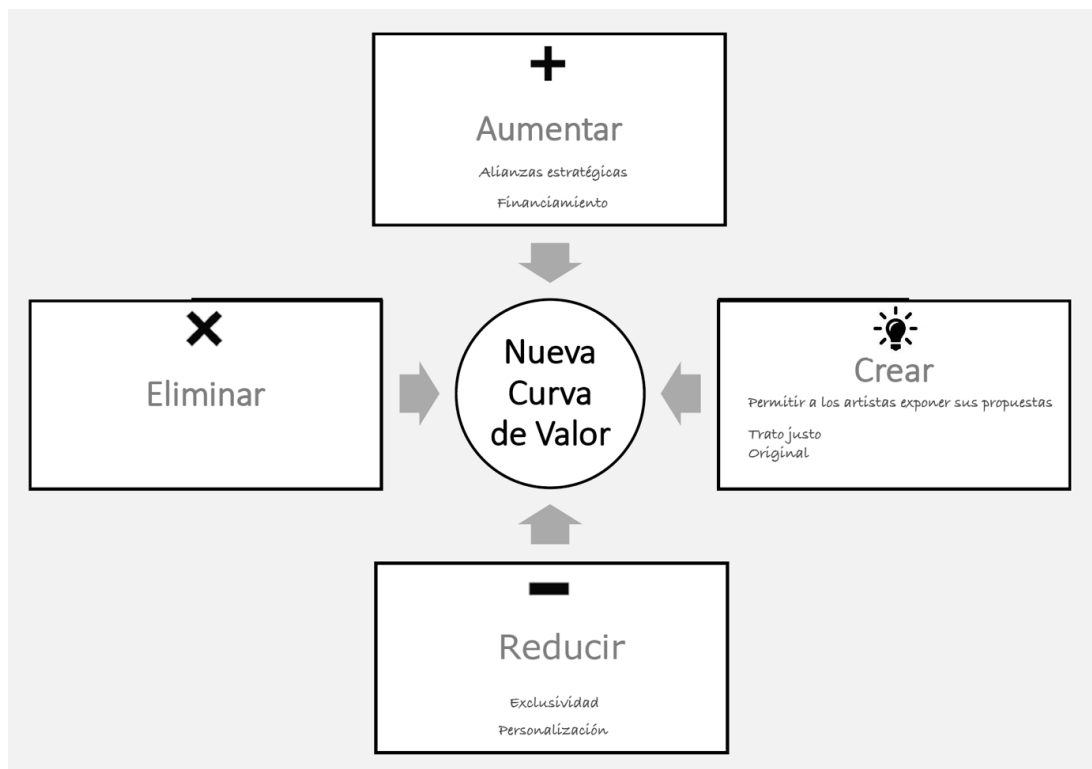 Aumentar
Alianzas estratégicas
Financiamiento
Eliminar
Nueva
Curva
de Valor
Crear
Permitir a los artistas exponer sus propuestas
Trato justo
Original
Reducir
Exclusividad
Personalización